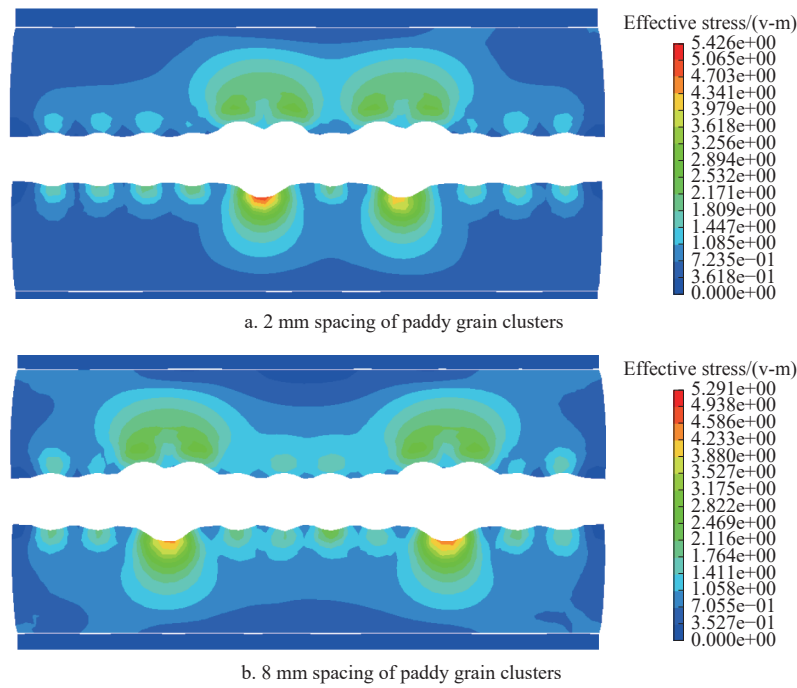 Effective stress/(v-m)
5.426e+00
5.065e+00
4.703e+00
4.341e+00
3.979e+00
3.618e+00
3.256e+00
2.894e+00
2.532e+00
2.171e+00
1.809e+00
1.447e+00
1.085e+00
7.235e−01
3.618e−01
0.000e+00
a. 2 mm spacing of paddy grain clusters
Effective stress/(v-m)
5.291e+00
4.938e+00
4.586e+00
4.233e+00
3.880e+00
3.527e+00
3.175e+00
2.822e+00
2.469e+00
2.116e+00
1.764e+00
1.411e+00
1.058e+00
7.055e−01
3.527e−01
0.000e+00
b. 8 mm spacing of paddy grain clusters